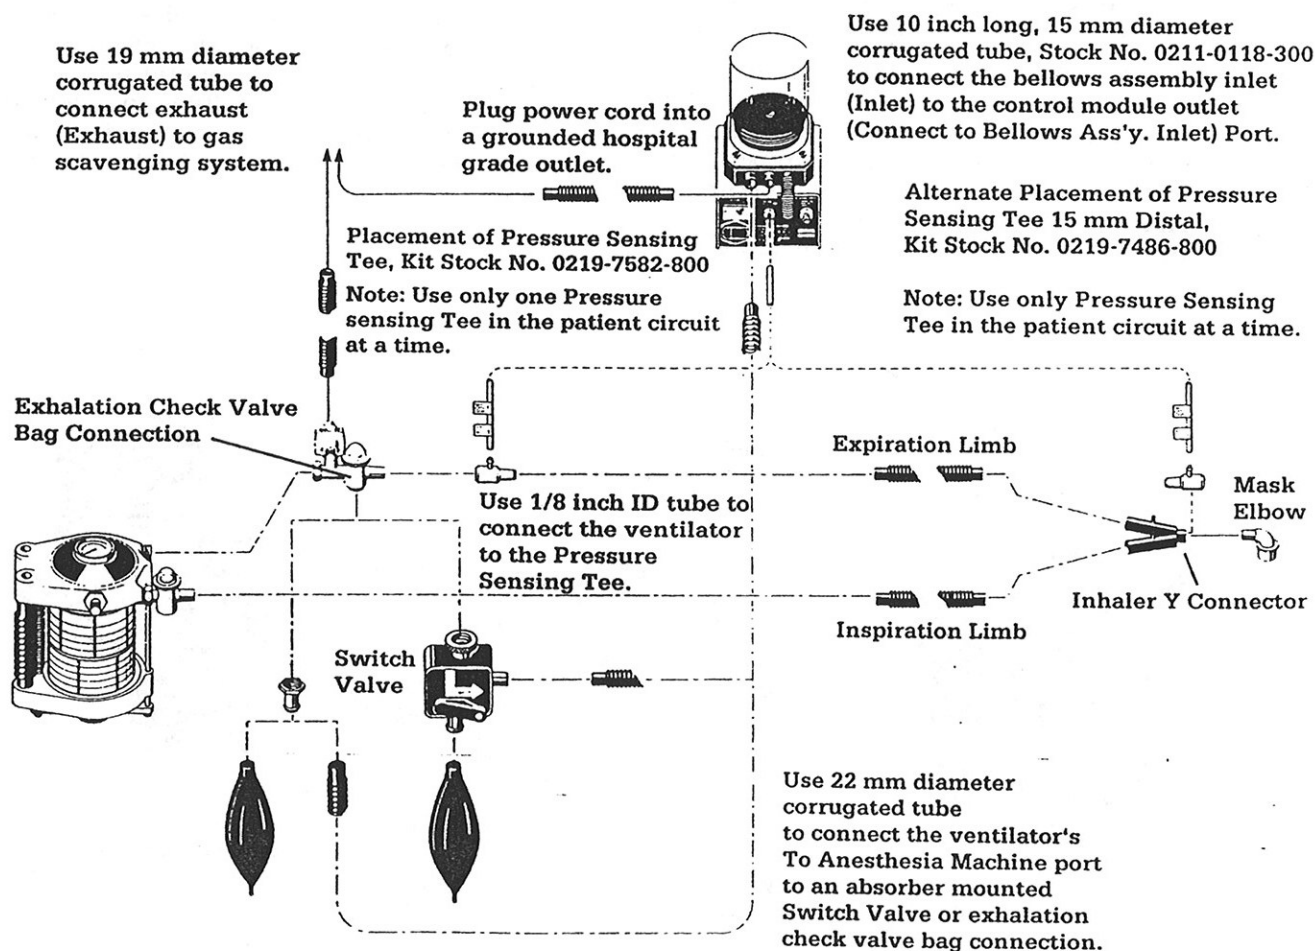 Use 19 mm diameter
corrugated tube to
connect exhaust
(Exhaust) to gas
scavenging system.
Plug power cord into
a grounded hospital
grade outlet.
Use 10 inch long, 15 mm diameter
corrugated tube, Stock No. 0211-0118-300
to connect the bellows assembly inlet
(Inlet) to the control module outlet
(Connect to Bellows Ass'y. Inlet) Port.
Alternate Placement of Pressure
Sensing Tee 15 mm Distal,
Kit Stock No. 0219-7486-800
Note: Use only Pressure Sensing
Tee in the patient circuit at a time.
Placement of Pressure Sensing
Tee, Kit Stock No. 0219-7582-800
Note: Use only one Pressure
sensing Tee in the patient circuit
at a time.
Exhalation Check Valve
Bag Connection
Expiration Limb
Mask
Elbow
Use 1/8 inch ID tube to
connect the ventilator
to the Pressure
Sensing Tee.
Inhaler Y Connector
Inspiration Limb
Switch
Valve
Use 22 mm diameter
corrugated tube
to connect the ventilator's
To Anesthesia Machine port
to an absorber mounted
Switch Valve or exhalation
check valve bag connection.